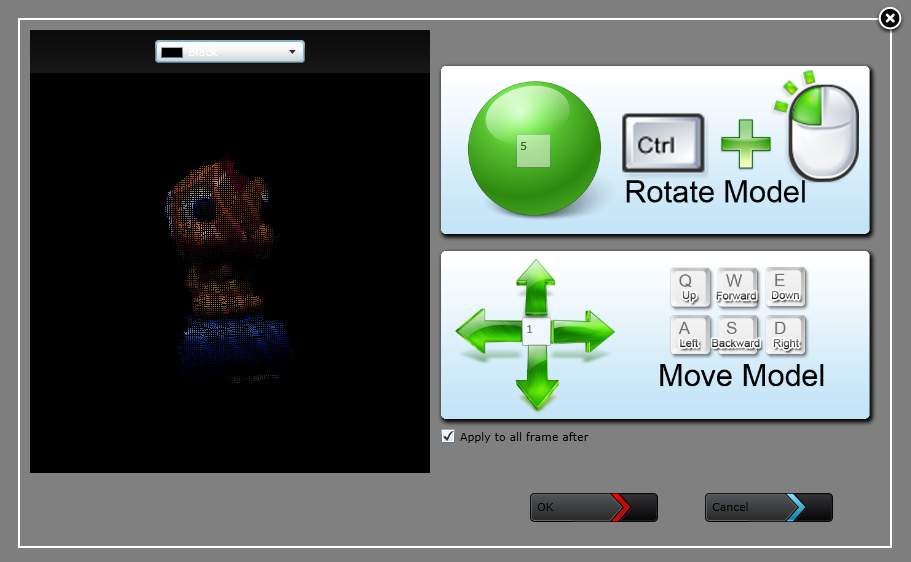 Black
5
Ctrl
Rotate Model
1
Q Up
W Forward
E Down
A Left
S Backward
D Right
Move Model
Apply to all frame after
OK
Cancel